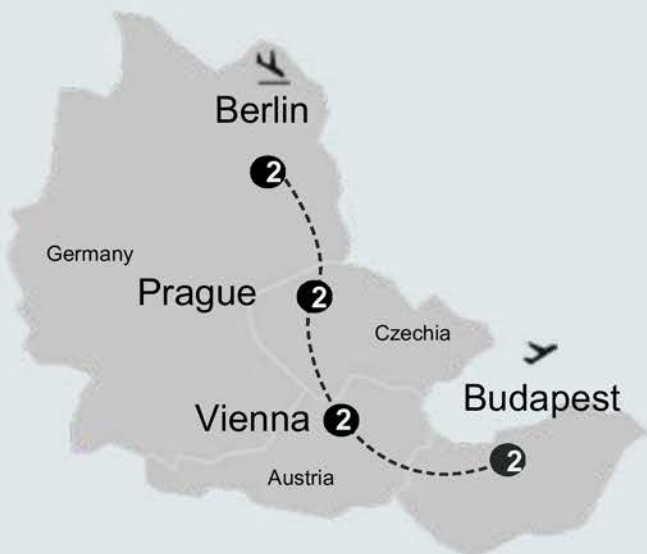 Berlin
2
Germany
Prague
2
Czechia
Budapest
Vienna
2
2
Austria